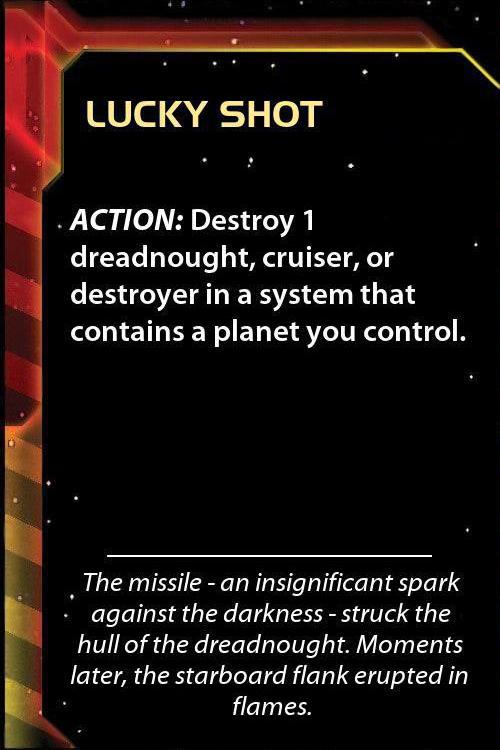 LUCKY SHOT
ACTION: Destroy 1
dreadnought, cruiser, or
destroyer in a system that
contains a planet you control.
The missile - an insignificant spark
against the darkness - struck the
hull of the dreadnought. Moments
later, the starboard flank erupted in
flames.